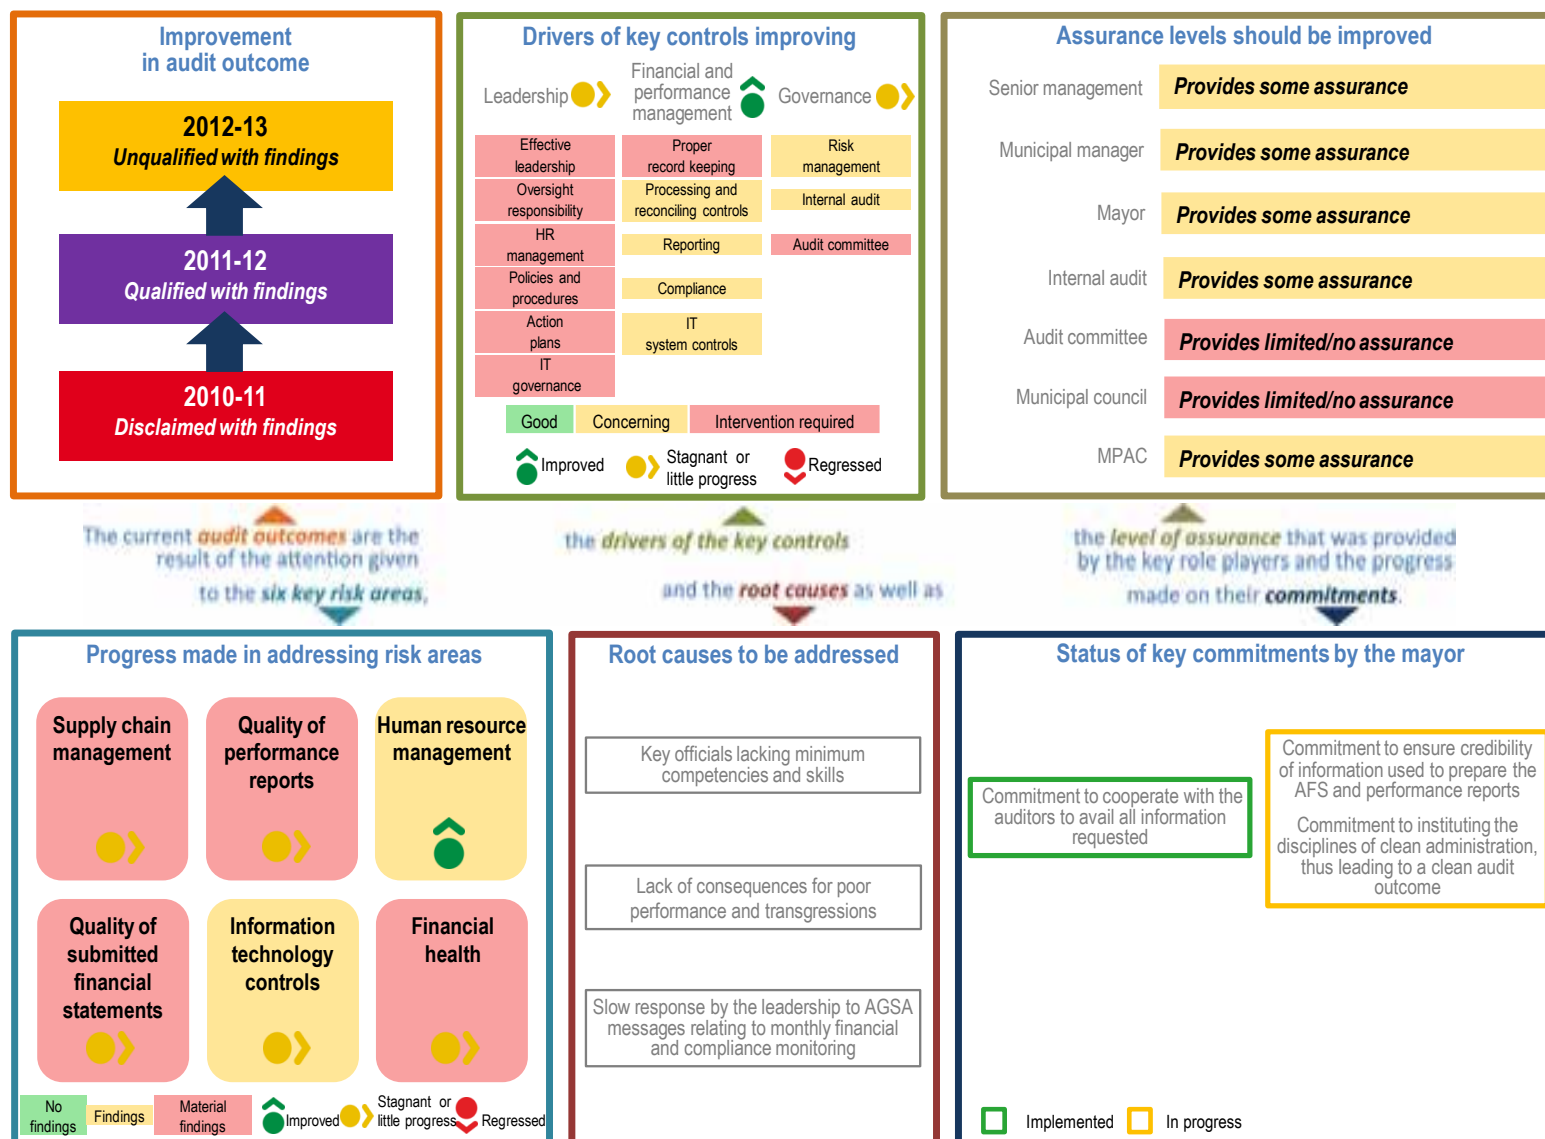 Improvement
in audit outcome
2012-13
Unqualified with findings
2011-12
Qualified with findings
2010-11
Disclaimed with findings
Drivers of key controls improving
Leadership
Financial and
performance
management
Governance
Effective
leadership
Oversight
responsibility
HR
management
Policies and
procedures
Action
plans
IT
governance
Proper
record keeping
Processing and
reconciling controls
Reporting
Compliance
IT
system controls
Risk
management
Internal audit
Audit committee
Good
Concerning
Intervention required
Improved
Stagnant or
little progress
Regressed
Assurance levels should be improved
Senior management
Provides some assurance
Municipal manager
Provides some assurance
Mayor
Provides some assurance
Internal audit
Provides some assurance
Audit committee
Provides limited/no assurance
Municipal council
Provides limited/no assurance
MPAC
Provides some assurance
The current audit outcomes are the
result of the attention given
to the six key risk areas,
the drivers of the key controls
and the root causes as well as
the level of assurance that was provided
by the key role players and the progress
made on their commitments.
Progress made in addressing risk areas
Supply chain
management
Quality of
performance
reports
Human resource
management
Quality of
submitted
financial
statements
Information
technology
controls
Financial
health
No
findings
Findings
Material
findings
Improved
Stagnant or
little progress
Regressed
Root causes to be addressed
Key officials lacking minimum
competencies and skills
Lack of consequences for poor
performance and transgressions
Slow response by the leadership to AGSA
messages relating to monthly financial
and compliance monitoring
Status of key commitments by the mayor
Commitment to cooperate with the
auditors to avail all information
requested
Commitment to ensure credibility
of information used to prepare the
AFS and performance reports
Commitment to instituting the
disciplines of clean administration,
thus leading to a clean audit
outcome
Implemented
In progress